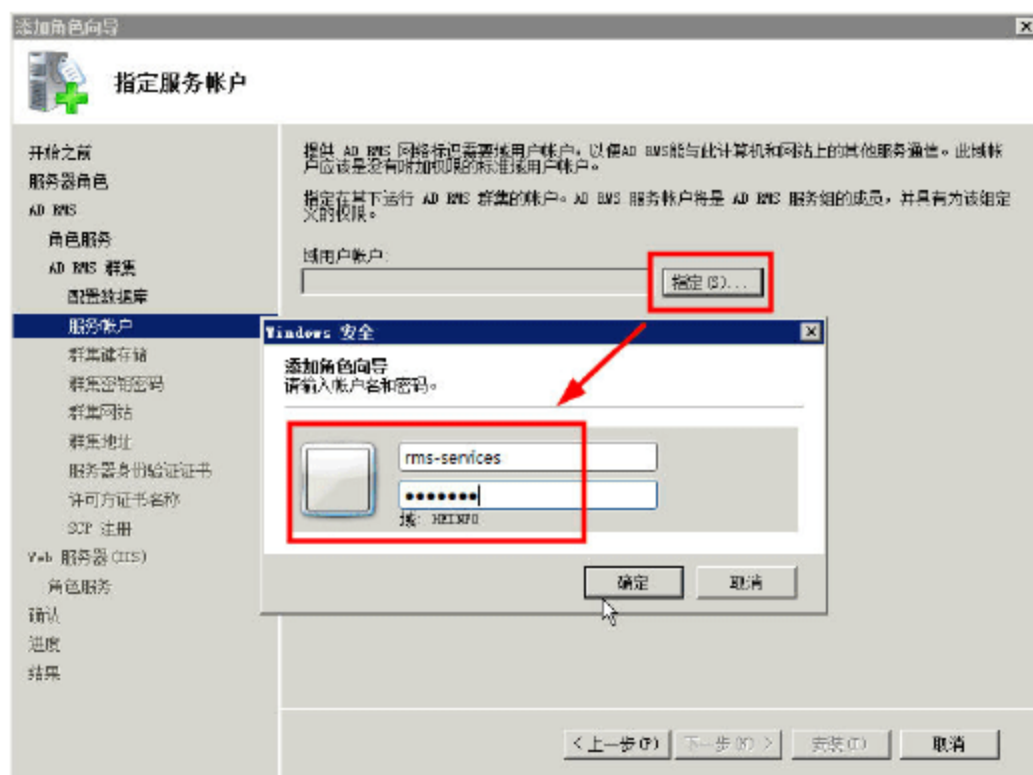 添加角色向导
指定服务帐户
开始之前
服务器角色
AD RMS
角色服务
AD RMS 群集
配置数据库
服务帐户
群集键存储
群集密钥密码
群集网站
群集地址
服务器身份验证证书
许可方证书名称
SCP 注册
Web 服务器(IIS)
角色服务
确认
进度
结果
提供 AD RMS 网络标识需要域用户帐户，以便AD RMS能与此计算机和网站上的其他服务通信。此域帐
户应该是没有附加权限的标准域用户帐户。
指定在其下运行 AD RMS 群集的帐户。AD RMS 服务帐户将是 AD RMS 服务组的成员，并具有为该组定
义的权限。
域用户帐户:
指定(S)...
Windows 安全
添加角色向导
请输入帐户名和密码。
rms-services
●●●●●●●
域: HEINFO
确定
取消
< 上一步(P)
下一步(N) >
安装(I)
取消